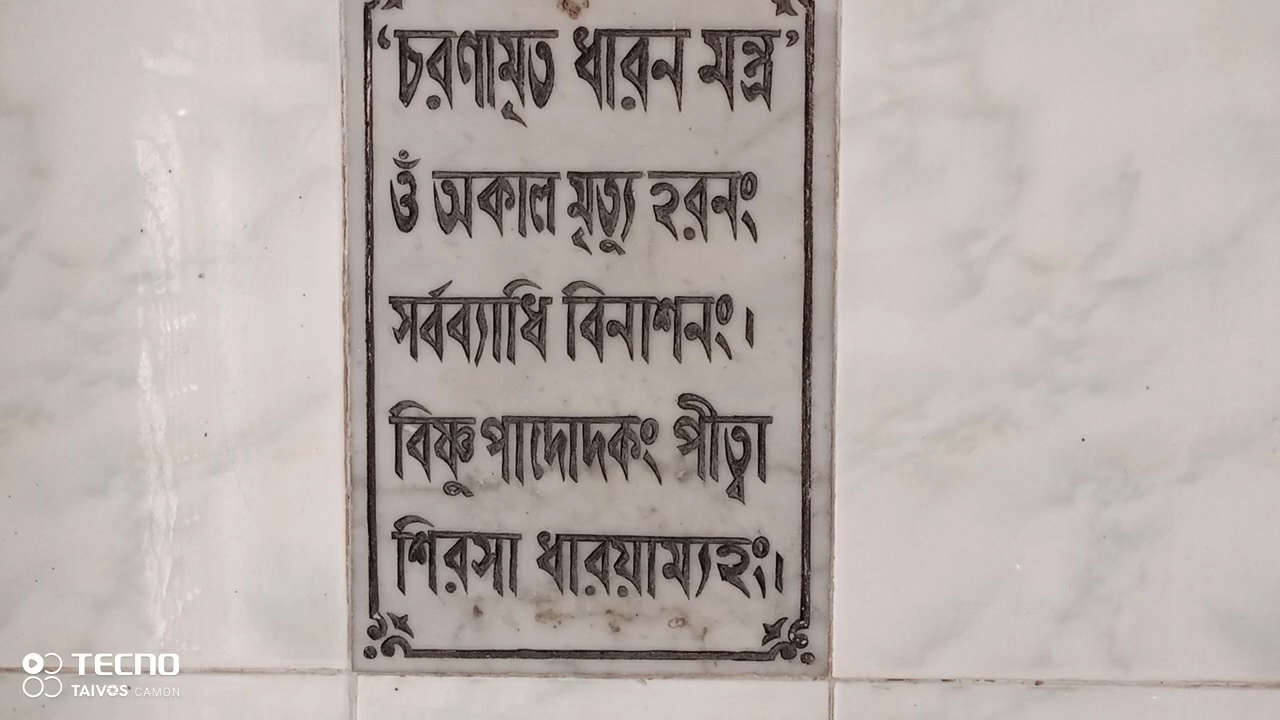 ‘চরণামৃত ধারন মন্ত্র’
ওঁ অকাল মৃত্যু হরনং
সর্বব্যাধি বিনাশনং।
বিষ্ণু পাদোদকং পীত্বা
শিরসা ধারয়াম্যহং।
TECNO
TAIVOS CAMON